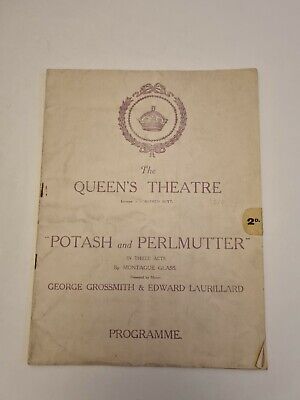 The
QUEEN'S THEATRE
2D.
"POTASH and PERLMUTTER"
IN THREE ACTS
By MONTAGUE GLASS.
GEORGE GROSSMITH & EDWARD LAURILLARD
PROGRAMME.